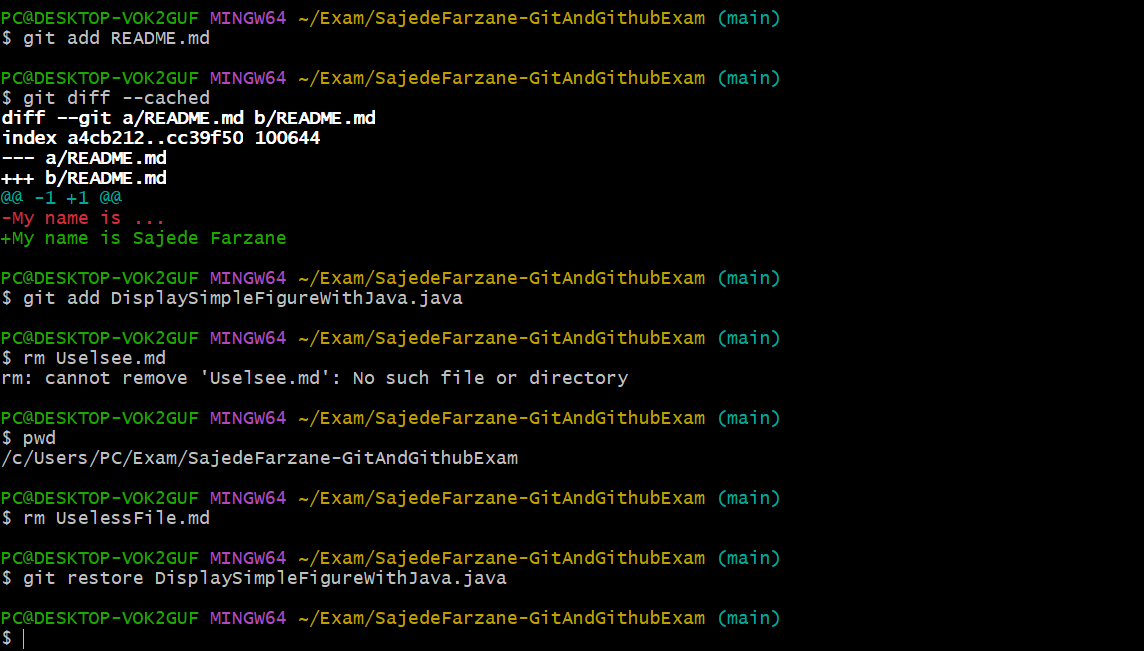 PC@DESKTOP-VOK2GUF MINGW64 ~/Exam/SajedeFarzane-GitAndGithubExam (main)
$ git add README.md
PC@DESKTOP-VOK2GUF MINGW64 ~/Exam/SajedeFarzane-GitAndGithubExam (main)
$ git diff --cached
diff --git a/README.md b/README.md
index a4cb212..cc39f50 100644
--- a/README.md
+++ b/README.md
@@ -1 +1 @@
-My name is ...
+My name is Sajede Farzane
PC@DESKTOP-VOK2GUF MINGW64 ~/Exam/SajedeFarzane-GitAndGithubExam (main)
$ git add DisplaySimpleFigureWithJava.java
PC@DESKTOP-VOK2GUF MINGW64 ~/Exam/SajedeFarzane-GitAndGithubExam (main)
$ rm Uselsee.md
rm: cannot remove 'Uselsee.md': No such file or directory
PC@DESKTOP-VOK2GUF MINGW64 ~/Exam/SajedeFarzane-GitAndGithubExam (main)
$ pwd
/c/Users/PC/Exam/SajedeFarzane-GitAndGithubExam
PC@DESKTOP-VOK2GUF MINGW64 ~/Exam/SajedeFarzane-GitAndGithubExam (main)
$ rm UselessFile.md
PC@DESKTOP-VOK2GUF MINGW64 ~/Exam/SajedeFarzane-GitAndGithubExam (main)
$ git restore DisplaySimpleFigureWithJava.java
PC@DESKTOP-VOK2GUF MINGW64 ~/Exam/SajedeFarzane-GitAndGithubExam (main)
$